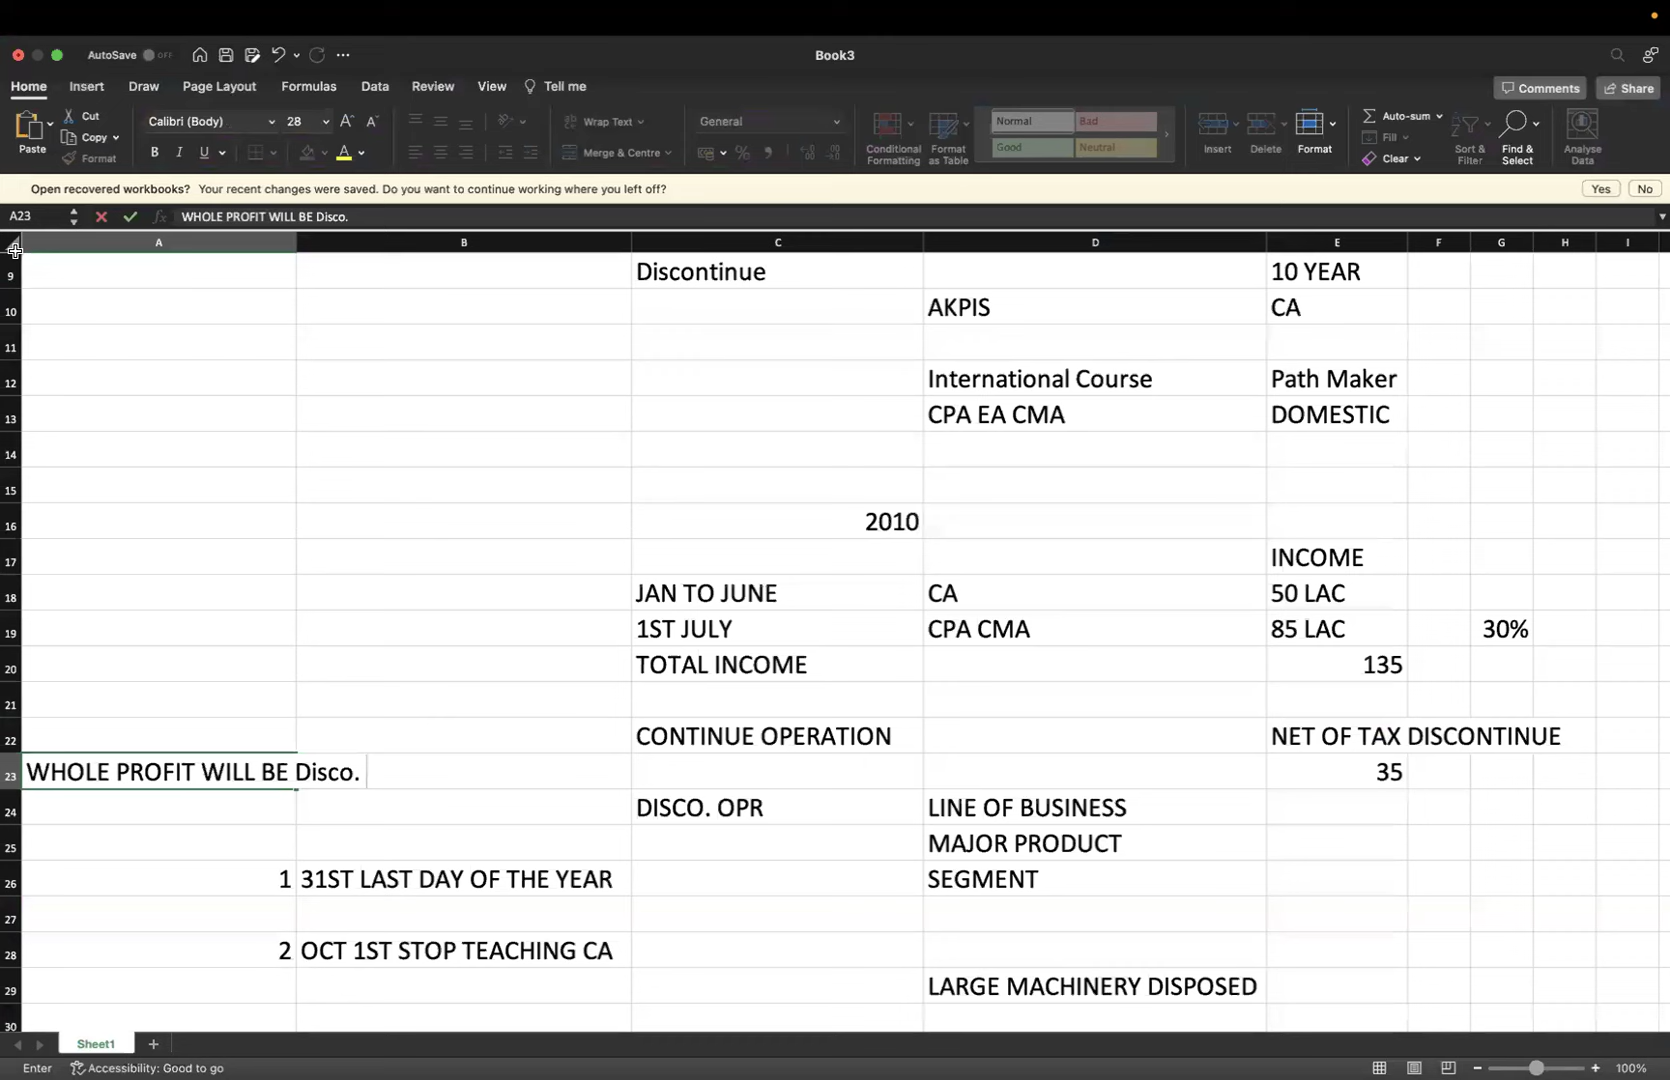 AutoSave OFF
Book3
Home Insert Draw Page Layout Formulas Data Review View Tell me
Comments Share
Paste Cut Copy Format
Calibri (Body) 28
B I U
Wrap Text
Merge & Centre
General
Conditional Formatting
Format as Table
Normal Bad
Good Neutral
Insert Delete Format
Auto-sum
Fill
Clear
Sort & Filter
Find & Select
Analyse Data
Open recovered workbooks? Your recent changes were saved. Do you want to continue working where you left off? Yes No
A23 fx WHOLE PROFIT WILL BE Disco.
A B C D E F G H I
9 Discontinue 10 YEAR
10 AKPIS CA
11
12 International Course Path Maker
13 CPA EA CMA DOMESTIC
14
15
16 2010
17 INCOME
18 JAN TO JUNE CA 50 LAC
19 1ST JULY CPA CMA 85 LAC 30%
20 TOTAL INCOME 135
21
22 CONTINUE OPERATION NET OF TAX DISCONTINUE
23 WHOLE PROFIT WILL BE Disco. 35
24 DISCO. OPR LINE OF BUSINESS
25 MAJOR PRODUCT
26 1 31ST LAST DAY OF THE YEAR SEGMENT
27
28 2 OCT 1ST STOP TEACHING CA
29 LARGE MACHINERY DISPOSED
30
Sheet1
Enter Accessibility: Good to go 100%